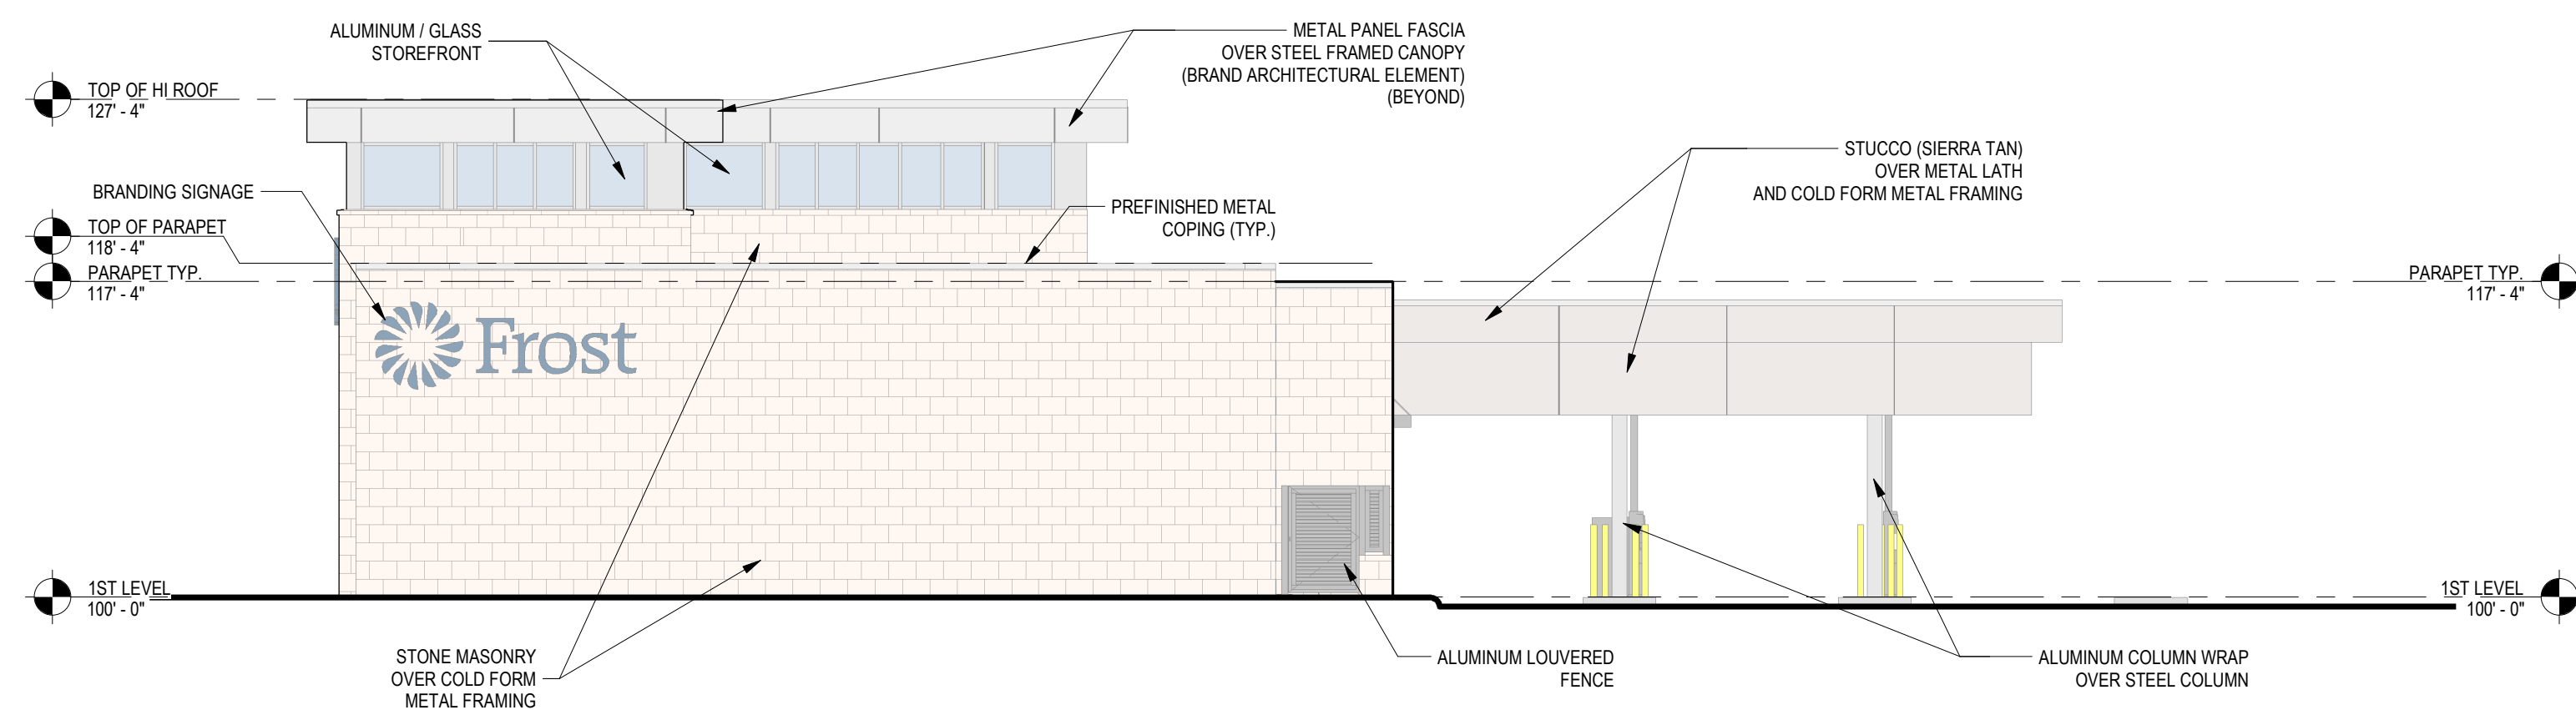 ALUMINUM / GLASS
STOREFRONT
METAL PANEL FASCIA
OVER STEEL FRAMED CANOPY
(BRAND ARCHITECTURAL ELEMENT)
(BEYOND)
TOP OF HI ROOF
127' - 4"
STUCCO (SIERRA TAN)
OVER METAL LATH
AND COLD FORM METAL FRAMING
BRANDING SIGNAGE
PREFINISHED METAL
COPING (TYP.)
TOP OF PARAPET
118' - 4"
PARAPET TYP.
117' - 4"
PARAPET TYP.
117' - 4"
Frost
1ST LEVEL
100' - 0"
1ST LEVEL
100' - 0"
STONE MASONRY
OVER COLD FORM
METAL FRAMING
ALUMINUM LOUVERED
FENCE
ALUMINUM COLUMN WRAP
OVER STEEL COLUMN